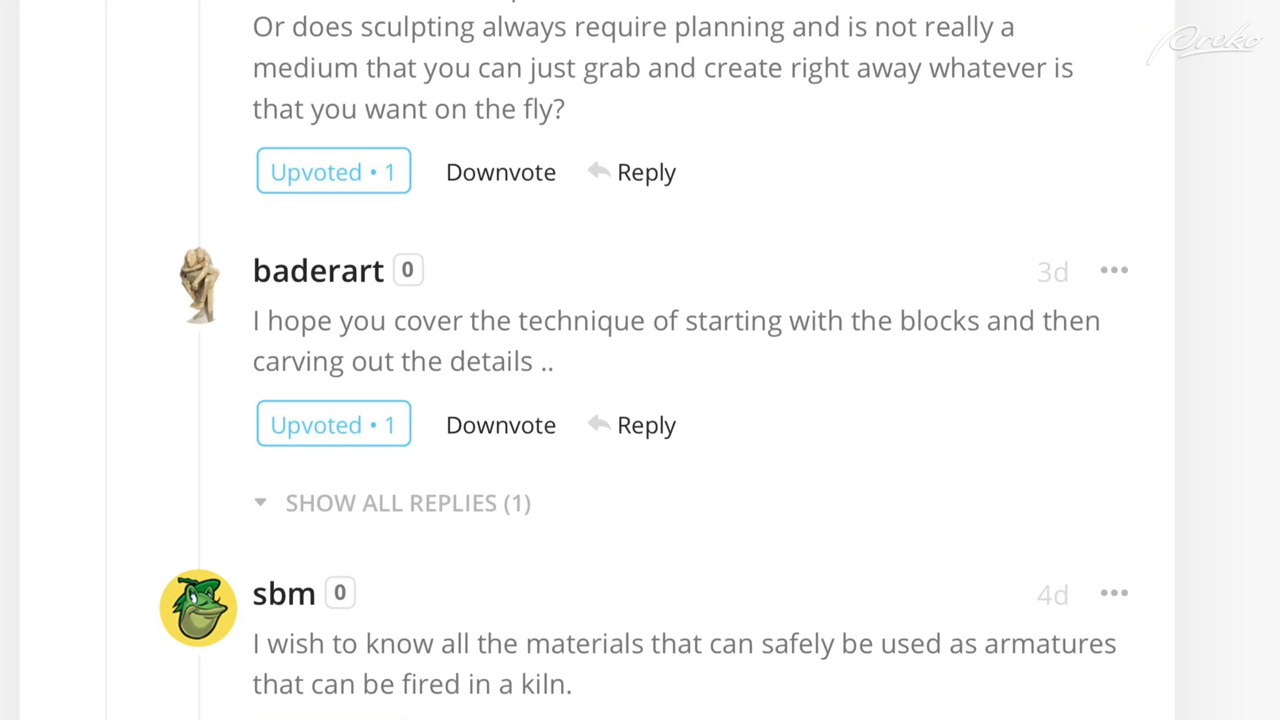 Proko
Or does sculpting always require planning and is not really a
medium that you can just grab and create right away whatever is
that you want on the fly?
Upvoted • 1 Downvote Reply
baderart 0 3d •••
I hope you cover the technique of starting with the blocks and then
carving out the details ..
Upvoted • 1 Downvote Reply
SHOW ALL REPLIES (1)
sbm 0 4d •••
I wish to know all the materials that can safely be used as armatures
that can be fired in a kiln.